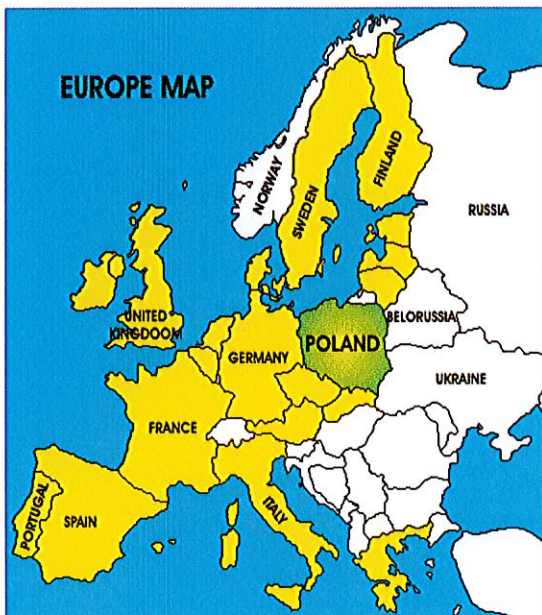 EUROPE MAP
NORWAY
SWEDEN
FINLAND
RUSSIA
UNITED
KINGDOOM
BELORUSSIA
POLAND
GERMANY
UKRAINE
FRANCE
PORTUGAL
SPAIN
ITALY